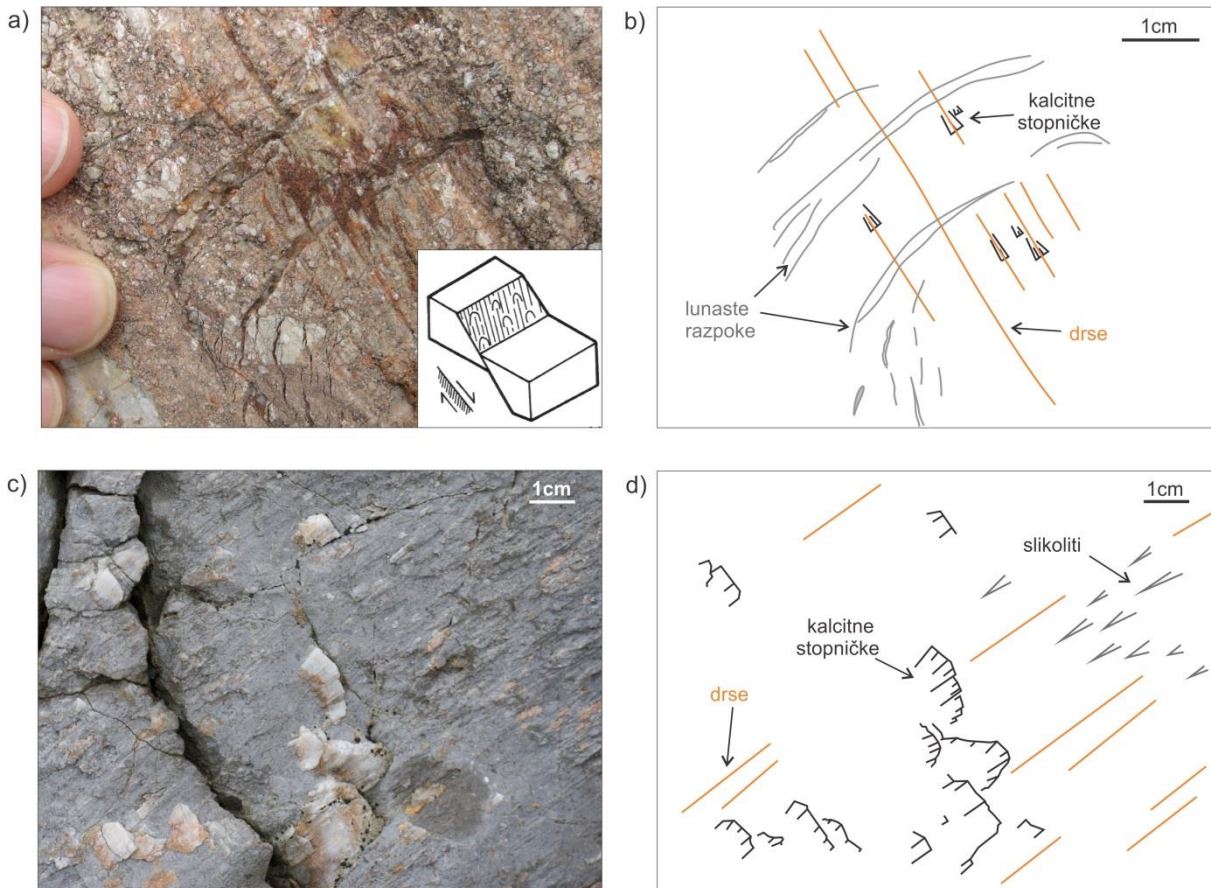 a)
b)
1cm
kalcitne
stopničke
lunaste
razpoke
drse
c)
1cm
d)
1cm
slikoliti
kalcitne
stopničke
drse